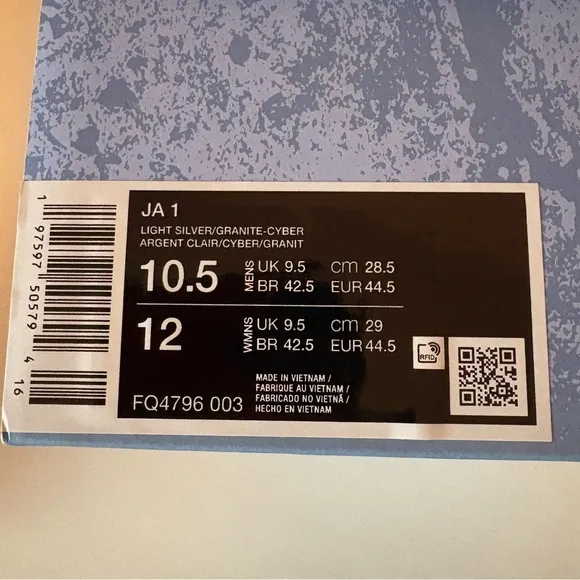 JA 1
LIGHT SILVER/GRANITE-CYBER
ARGENT CLAIR/CYBER/GRANIT
10.5 MENS UK 9.5 CM 28.5
BR 42.5 EUR 44.5
12 WMNS UK 9.5 CM 29
BR 42.5 EUR 44.5
RFID
MADE IN VIETNAM /
FABRIQUE AU VIETNAM /
FABRICADO NO VIETNÃ /
HECHO EN VIETNAM
FQ4796 003
1 97597 50579 4 16